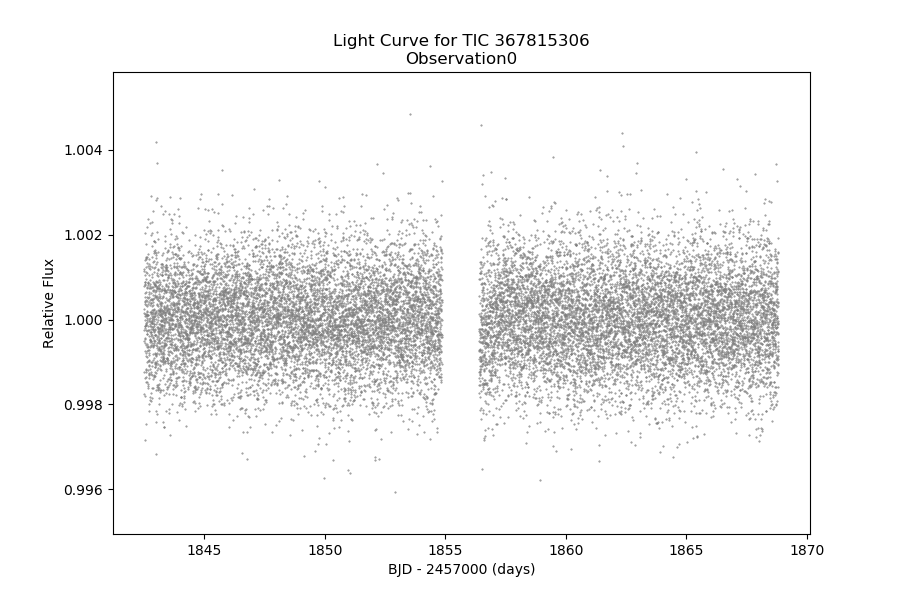 Light Curve for TIC 367815306
Observation0
1.004
1.002
1.000
0.998
0.996
Relative Flux
1845
1850
1855
1860
1865
1870
BJD - 2457000 (days)